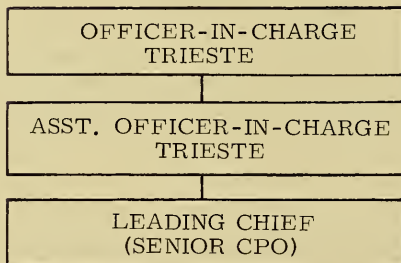 OFFICER-IN-CHARGE
TRIESTE
ASST. OFFICER-IN-CHARGE
TRIESTE
LEADING CHIEF
(SENIOR CPO)